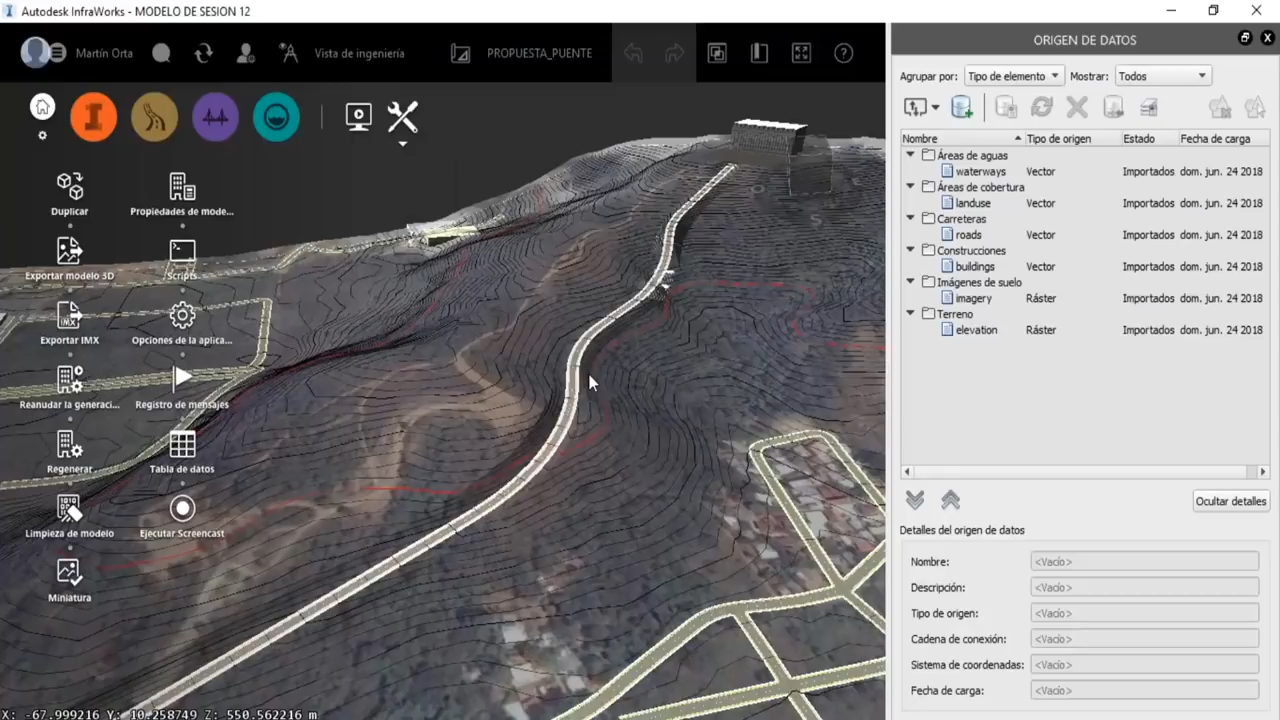 Autodesk InfraWorks - MODELO DE SESION 12
Martín Orta
Vista de ingeniería
PROPUESTA_PUENTE
Duplicar
Propiedades de mode...
Exportar modelo 3D
Scripts
Exportar IMX
Opciones de la aplica...
Reanudar la generaci...
Registro de mensajes
Regenerar
Tabla de datos
Limpieza de modelo
Ejecutar Screencast
Miniatura
X: -67.999216 Y: 10.258749 Z: 550.562216 m
ORIGEN DE DATOS
Agrupar por: Tipo de elemento Mostrar: Todos
Nombre Tipo de origen Estado Fecha de carga
Áreas de aguas
waterways Vector Importados dom. jun. 24 2018
Áreas de cobertura
landuse Vector Importados dom. jun. 24 2018
Carreteras
roads Vector Importados dom. jun. 24 2018
Construcciones
buildings Vector Importados dom. jun. 24 2018
Imágenes de suelo
imagery Ráster Importados dom. jun. 24 2018
Terreno
elevation Ráster Importados dom. jun. 24 2018
Ocultar detalles
Detalles del origen de datos
Nombre: <Vacío>
Descripción: <Vacío>
Tipo de origen: <Vacío>
Cadena de conexión: <Vacío>
Sistema de coordenadas: <Vacío>
Fecha de carga: <Vacío>